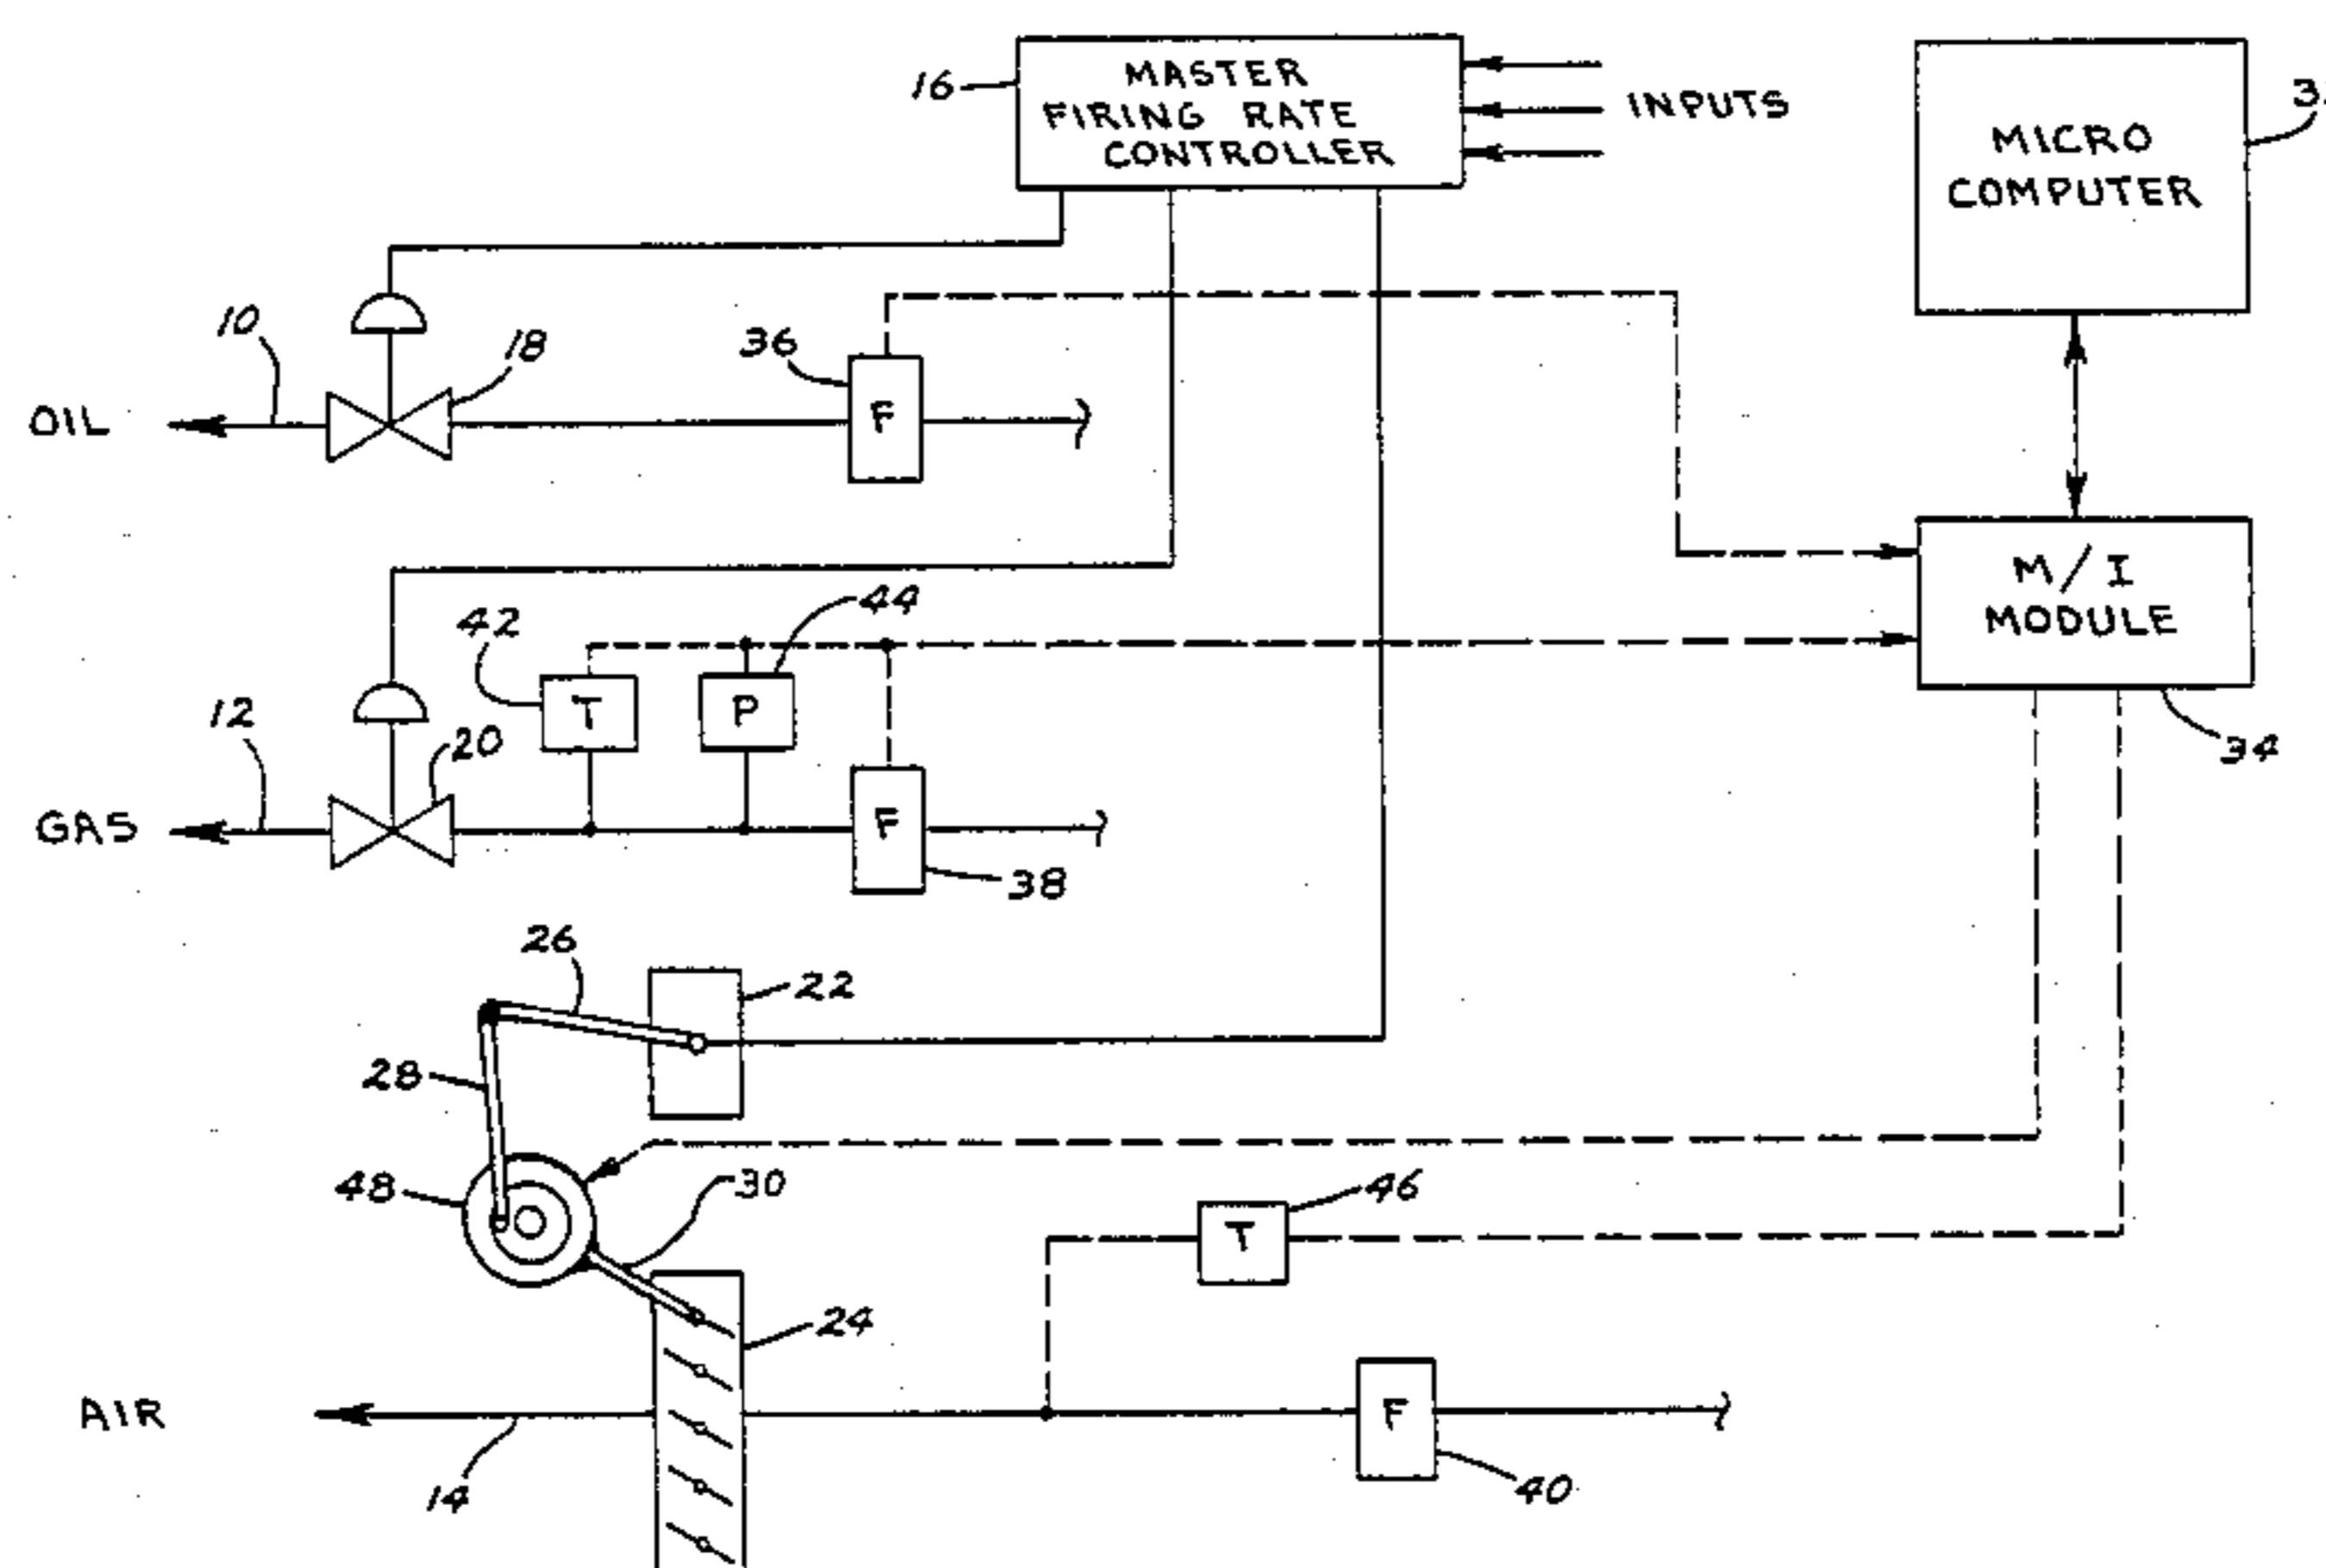 16
MASTER
FIRING RATE
CONTROLLER
INPUTS
MICRO
COMPUTER
OIL
10
18
36
F
M/I
MODULE
34
42
T
44
P
GAS
12
20
F
38
26
22
28
48
30
46
T
24
AIR
14
F
40